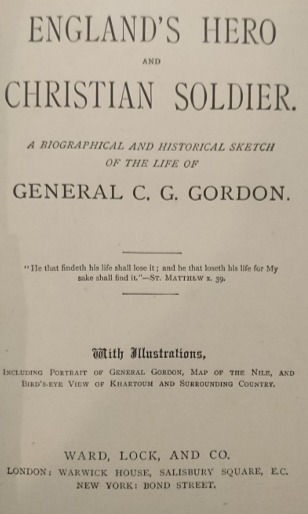 ENGLAND'S HERO
AND
CHRISTIAN SOLDIER.
A BIOGRAPHICAL AND HISTORICAL SKETCH
OF THE LIFE OF
GENERAL C. G. GORDON.
"He that findeth his life shall lose it; and he that loseth his life for My
sake shall find it."—ST. MATTHEW x. 39.
With Illustrations,
INCLUDING PORTRAIT OF GENERAL GORDON, MAP OF THE NILE, AND
BIRD'S-EYE VIEW OF KHARTOUM AND SURROUNDING COUNTRY.
WARD, LOCK, AND CO.
LONDON: WARWICK HOUSE, SALISBURY SQUARE, E.C.
NEW YORK: BOND STREET.